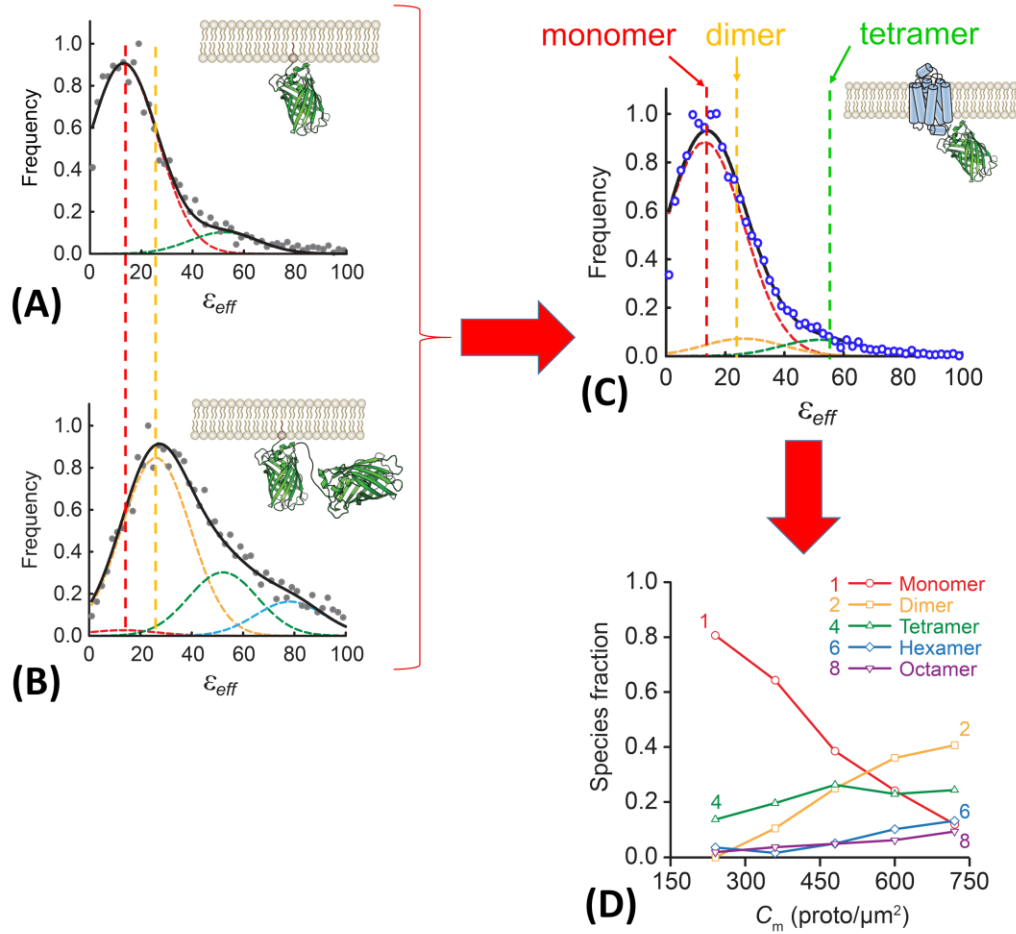 1.0
0.8
0.6
0.4
0.2
0.0
Frequency
0 20 40 60 80 100
εeff
(A)
1.0
0.8
0.6
0.4
0.2
0.0
Frequency
0 20 40 60 80 100
εeff
(B)
monomer dimer tetramer
1.0
0.8
0.6
0.4
0.2
0.0
Frequency
0 20 40 60 80 100
εeff
(C)
1 Monomer
2 Dimer
4 Tetramer
6 Hexamer
8 Octamer
1.0
0.8
0.6
0.4
0.2
0.0
Species fraction
1
2
4
6
8
150 300 450 600 750
Cm (proto/μm²)
(D)